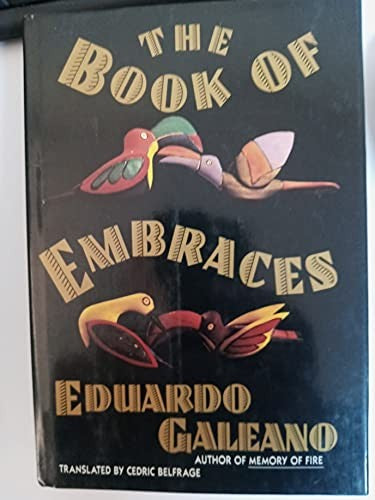 THE
BOOK OF
EMBRACES
EDUARDO
GALEANO
AUTHOR OF MEMORY OF FIRE
TRANSLATED BY CEDRIC BELFRAGE